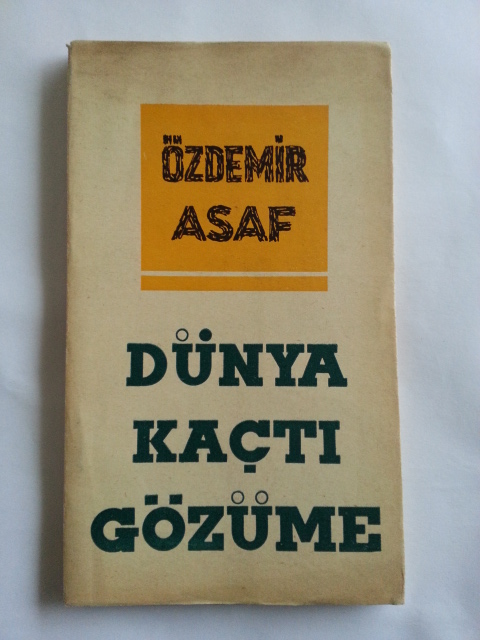 ÖZDEMİR
ASAF
DÜNYA
KAÇTI
GÖZÜME